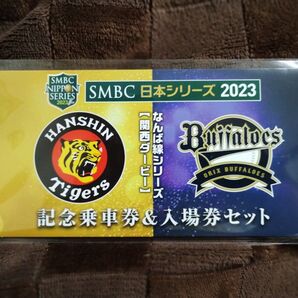 SMBC
NIPPON
SERIES
2023
SMBC 日本シリーズ 2023
なんば線シリーズ
【関西ダービー】
HANSHIN
Tigers
Buffaloes
ORIX BUFFALOES
記念乗車券&入場券セット